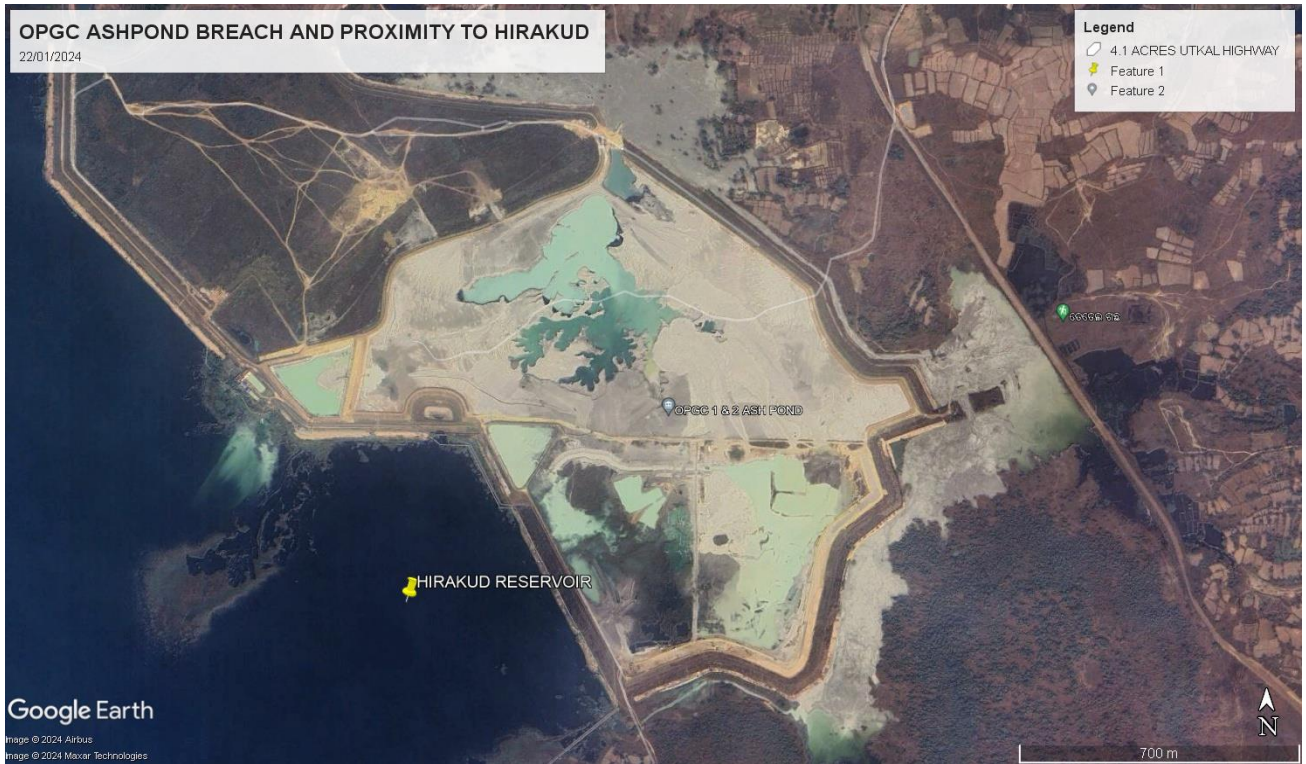 OPGC ASHPOND BREACH AND PROXIMITY TO HIRAKUD
22/01/2024
Legend
4.1 ACRES UTKAL HIGHWAY
Feature 1
Feature 2
OPGC 1 & 2 ASH POND
HIRAKUD RESERVOIR
Google Earth
Image © 2024 Airbus
Image © 2024 Maxar Technologies
N
700 m